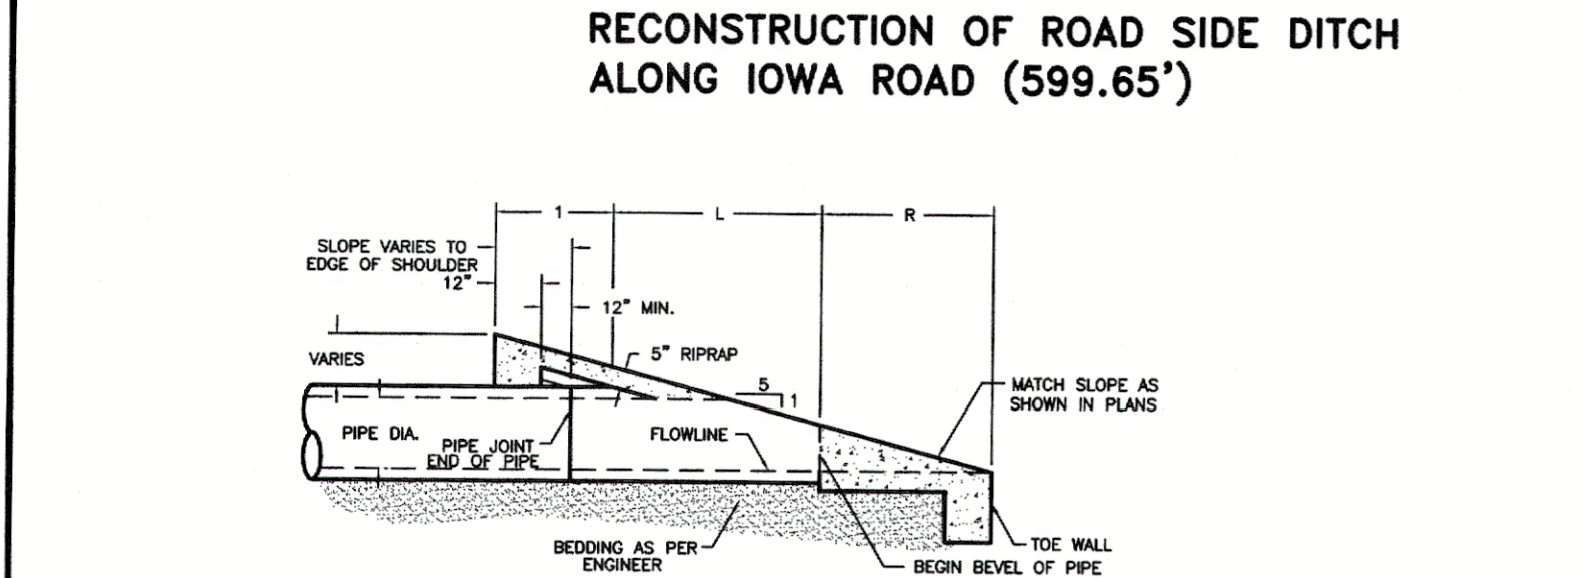 RECONSTRUCTION OF ROAD SIDE DITCH
ALONG IOWA ROAD (599.65')
1
L
R
SLOPE VARIES TO
EDGE OF SHOULDER
12"
12" MIN.
VARIES
5" RIPRAP
5
1
MATCH SLOPE AS
SHOWN IN PLANS
PIPE DIA.
PIPE JOINT
END OF PIPE
FLOWLINE
BEDDING AS PER
ENGINEER
TOE WALL
BEGIN BEVEL OF PIPE